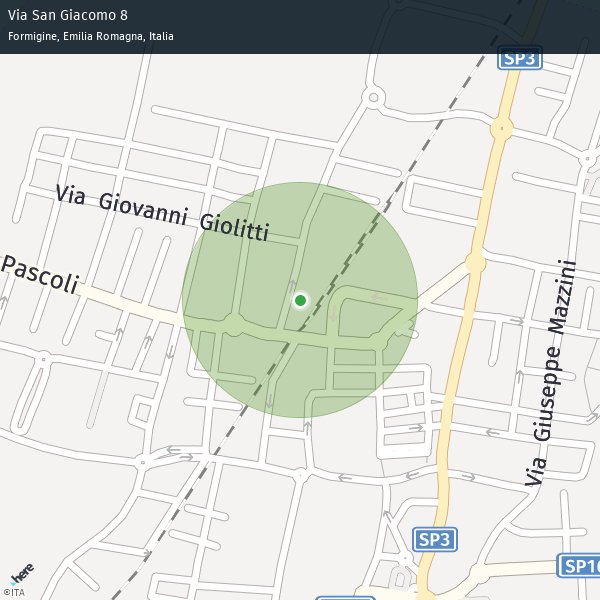 Via San Giacomo 8
Formigine, Emilia Romagna, Italia
SP3
Via Giovanni Giolitti
Pascoli
Via Giuseppe Mazzini
SP3
here
©ITA